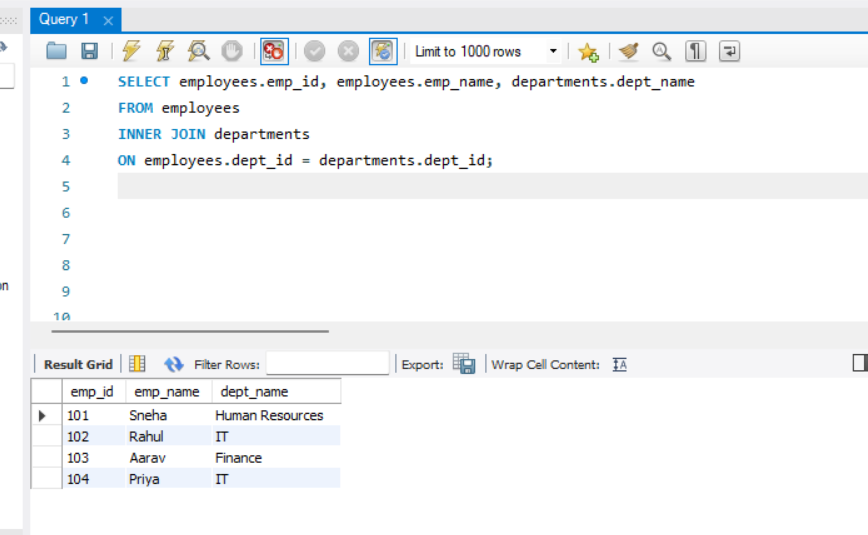 Query 1
Limit to 1000 rows
1 SELECT employees.emp_id, employees.emp_name, departments.dept_name
2 FROM employees
3 INNER JOIN departments
4 ON employees.dept_id = departments.dept_id;
5
6
7
8
on
9
10
Result Grid Filter Rows: Export: Wrap Cell Content: IA
emp_id emp_name dept_name
101 Sneha Human Resources
102 Rahul IT
103 Aarav Finance
104 Priya IT